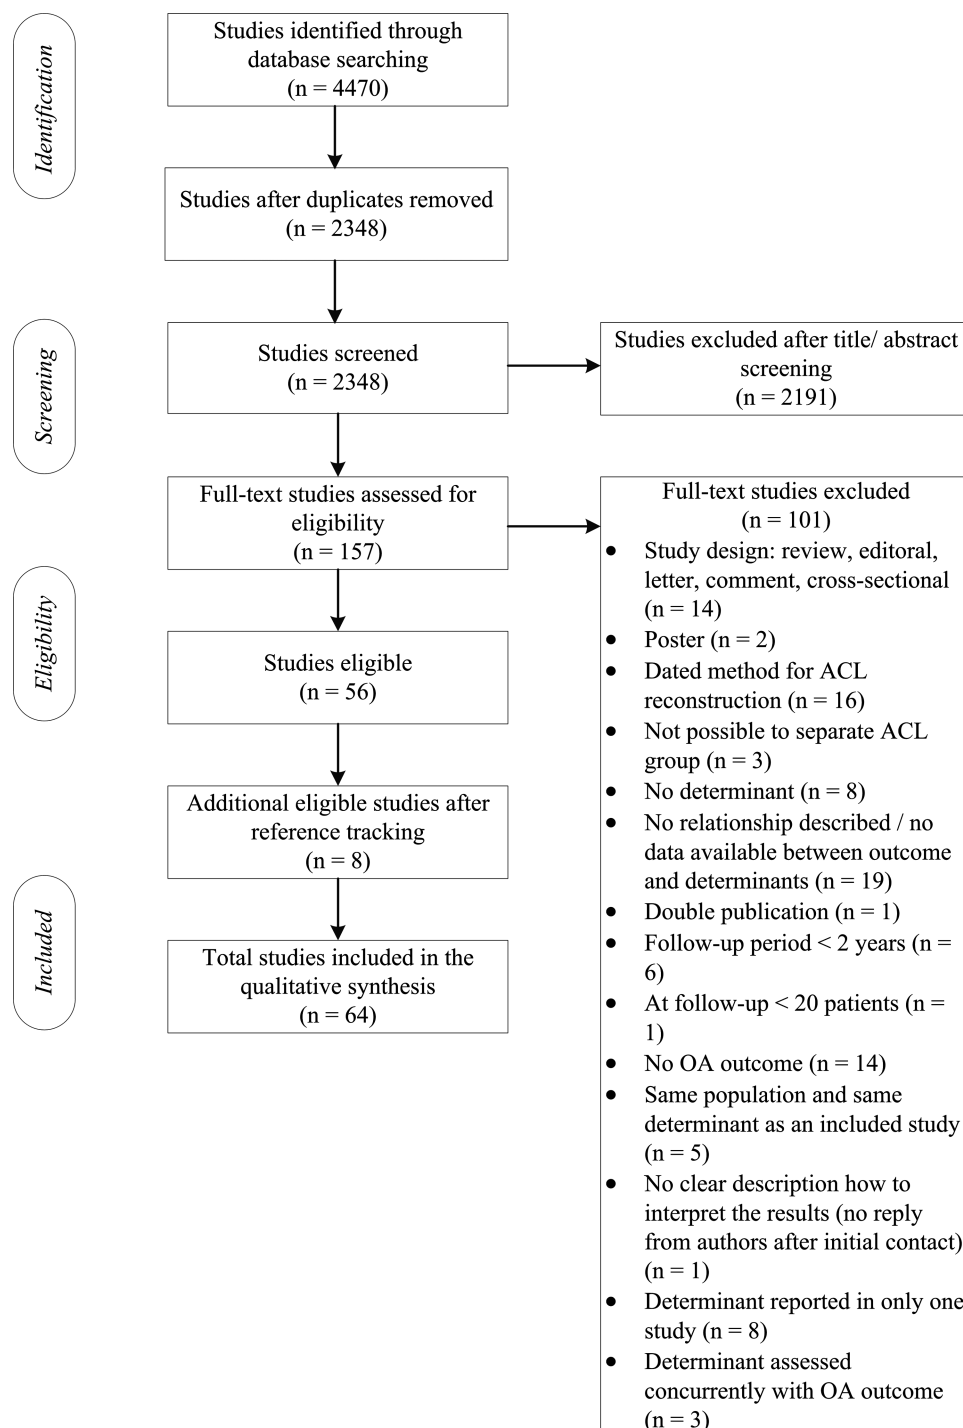 Identification
Studies identified through
database searching
(n = 4470)
Studies after duplicates removed
(n = 2348)
Screening
Studies screened
(n = 2348)
Studies excluded after title/ abstract
screening
(n = 2191)
Full-text studies assessed for
eligibility
(n = 157)
Full-text studies excluded
(n = 101)
• Study design: review, editoral,
letter, comment, cross-sectional
(n = 14)
• Poster (n = 2)
• Dated method for ACL
reconstruction (n = 16)
• Not possible to separate ACL
group (n = 3)
• No determinant (n = 8)
• No relationship described / no
data available between outcome
and determinants (n = 19)
• Double publication (n = 1)
• Follow-up period < 2 years (n =
6)
• At follow-up < 20 patients (n =
1)
• No OA outcome (n = 14)
• Same population and same
determinant as an included study
(n = 5)
• No clear description how to
interpret the results (no reply
from authors after initial contact)
(n = 1)
• Determinant reported in only one
study (n = 8)
• Determinant assessed
concurrently with OA outcome
(n = 3)
Eligibility
Studies eligible
(n = 56)
Additional eligible studies after
reference tracking
(n = 8)
Included
Total studies included in the
qualitative synthesis
(n = 64)